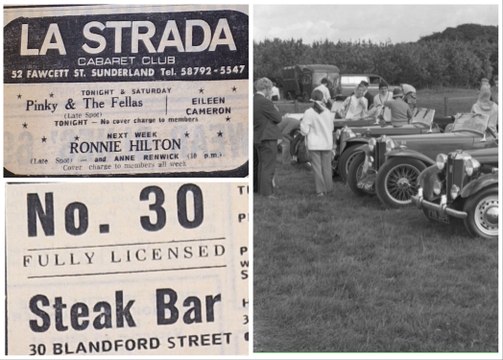 LA STRADA
CABARET CLUB
52 FAWCETT ST. SUNDERLAND Tel. 58792-5547
TONIGHT & SATURDAY
Pinky & The Fellas
(Late Spot)
EILEEN
CAMERON
TONIGHT — No cover charge to members
NEXT WEEK
RONNIE HILTON
(Late Spot) — and ANNE RENWICK — (10 p.m.)
Cover charge to members all week
No. 30
FULLY LICENSED
Steak Bar
30 BLANDFORD STREET